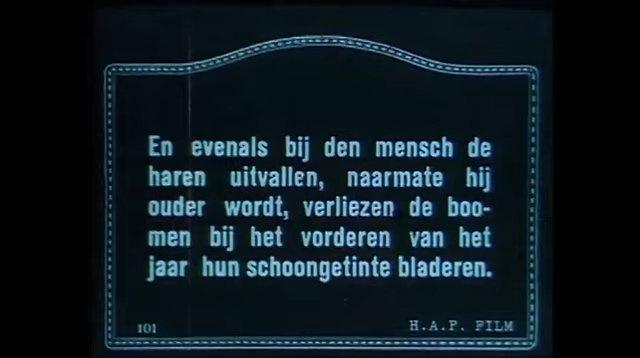 En evenals bij den mensch de
haren uitvallen, naarmate hij
ouder wordt, verliezen de boo-
men bij het vorderen van het
jaar hun schoongetinte bladeren.
101
H.A.P. FILM